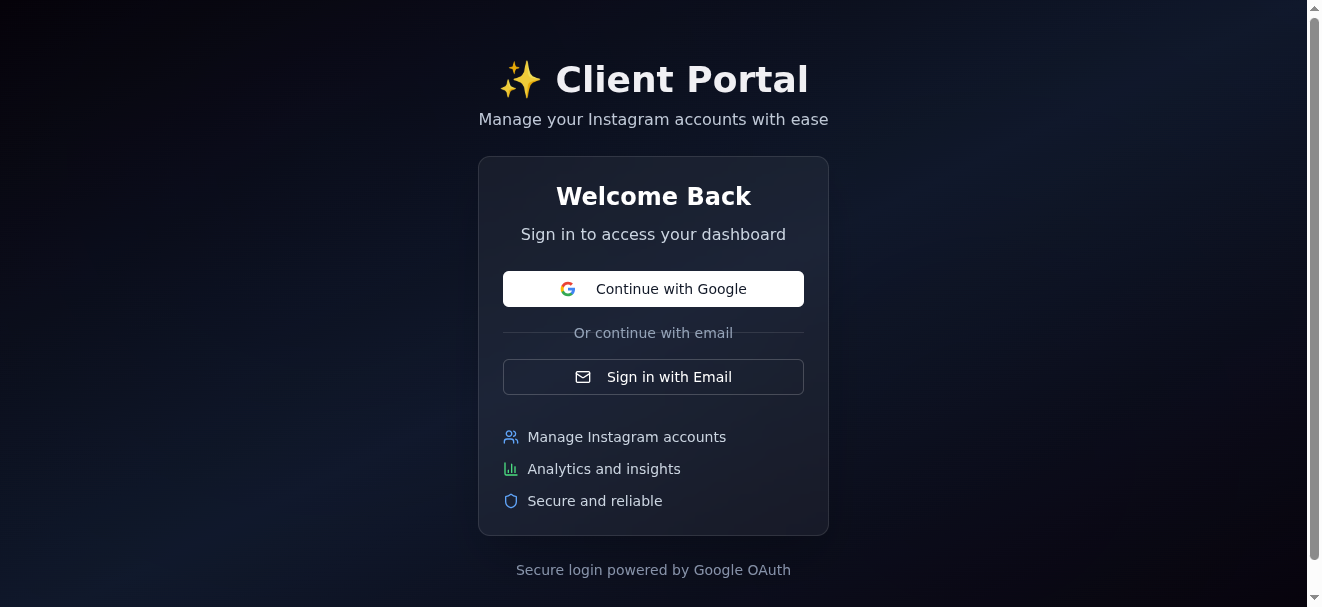 ✨ Client Portal
Manage your Instagram accounts with ease
Welcome Back
Sign in to access your dashboard
Continue with Google
Or continue with email
Sign in with Email
Manage Instagram accounts
Analytics and insights
Secure and reliable
Secure login powered by Google OAuth